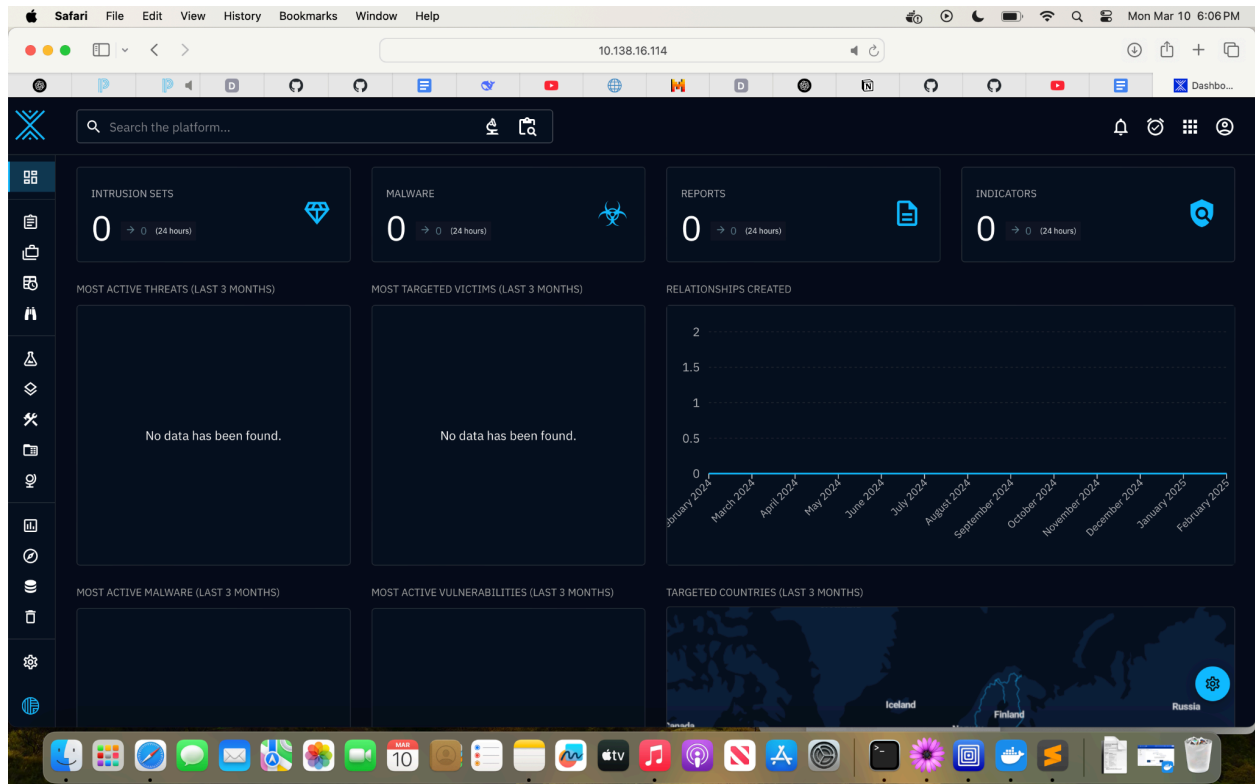 Safari File Edit View History Bookmarks Window Help Mon Mar 10 6:06 PM
10.138.16.114
Dashbo...
Search the platform...
INTRUSION SETS
0 → 0 (24 hours)
MALWARE
0 → 0 (24 hours)
REPORTS
0 → 0 (24 hours)
INDICATORS
0 → 0 (24 hours)
MOST ACTIVE THREATS (LAST 3 MONTHS)
No data has been found.
MOST TARGETED VICTIMS (LAST 3 MONTHS)
No data has been found.
RELATIONSHIPS CREATED
2
1.5
1
0.5
0
bruary 2024 March 2024 April 2024 May 2024 June 2024 July 2024 August 2024 September 2024 October 2024 November 2024 December 2024 January 2025 February 2025
MOST ACTIVE MALWARE (LAST 3 MONTHS)
MOST ACTIVE VULNERABILITIES (LAST 3 MONTHS)
TARGETED COUNTRIES (LAST 3 MONTHS)
Iceland
Finland
Russia
Canada
MAR
10
tv